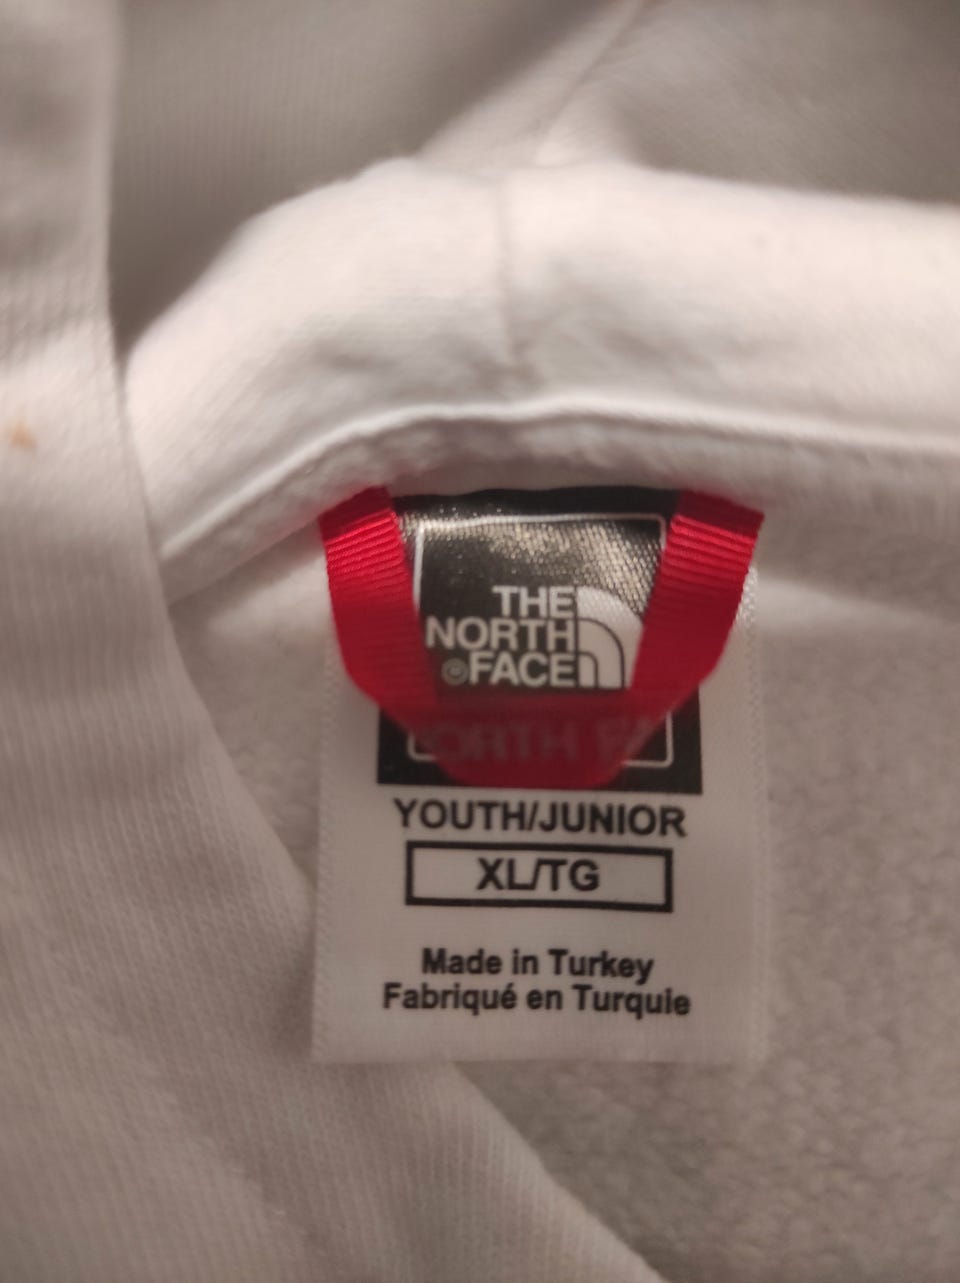 THE
NORTH
FACE
YOUTH/JUNIOR
XL/TG
Made in Turkey
Fabriqué en Turquie